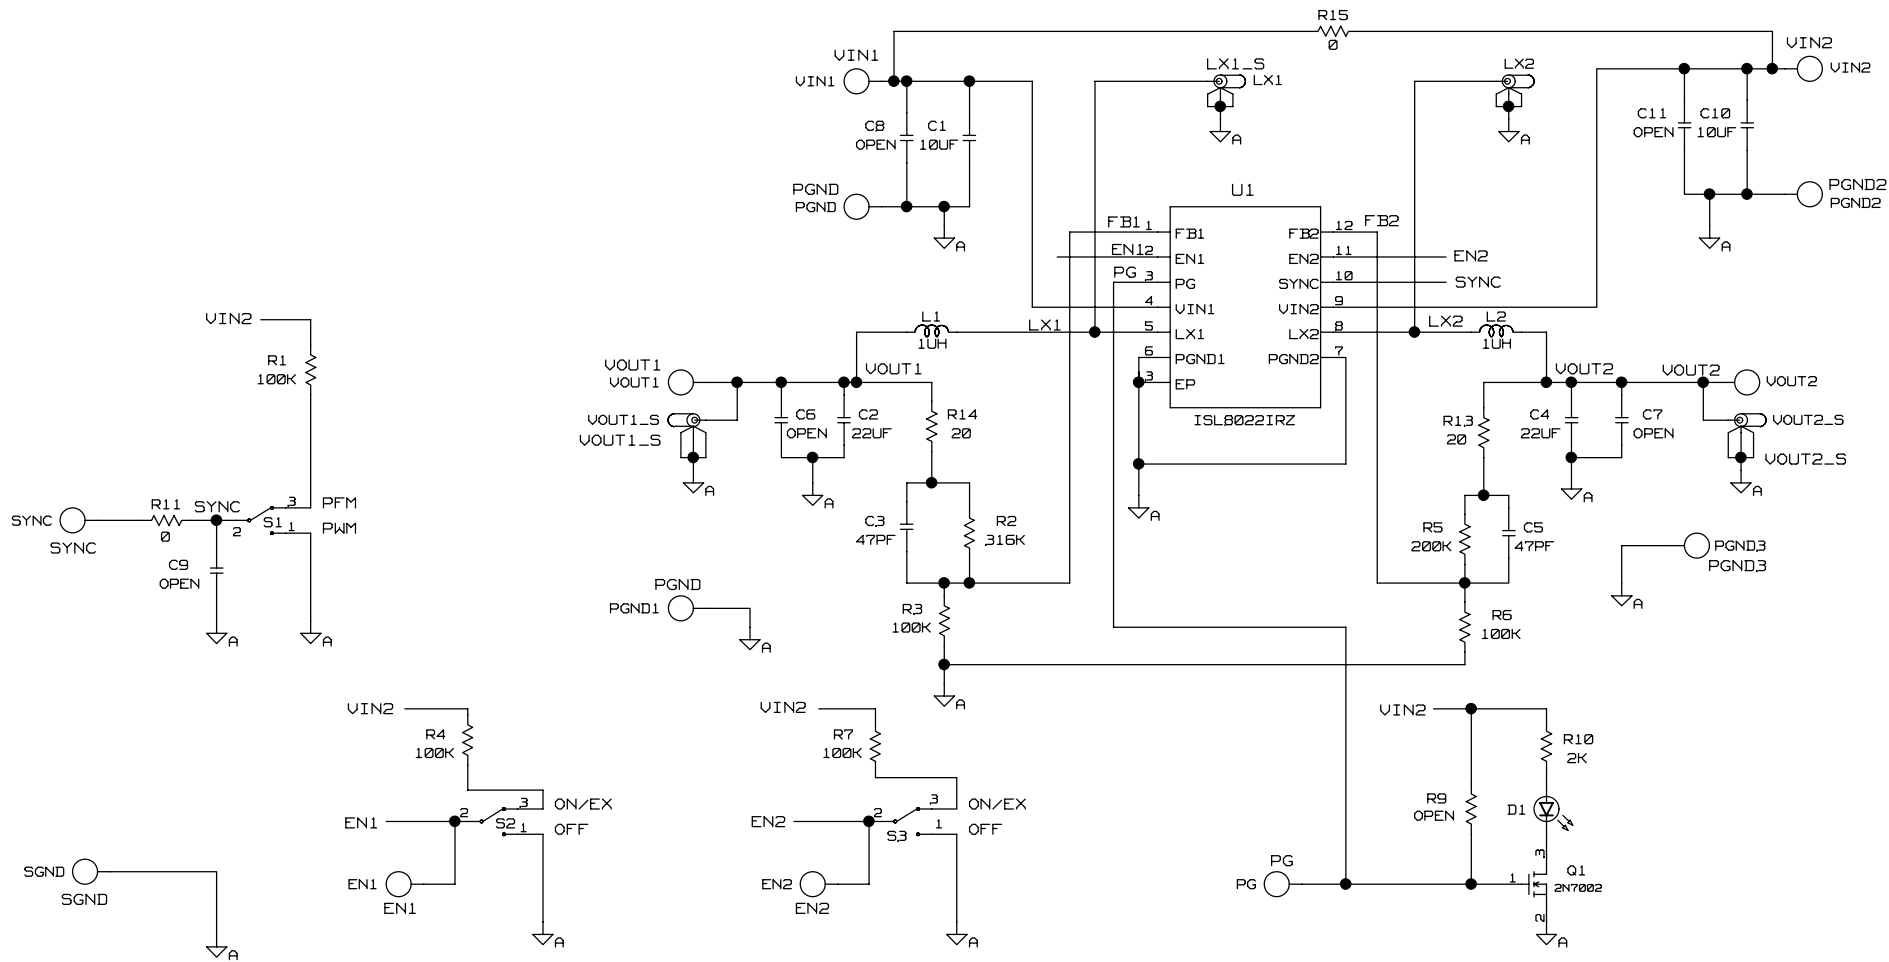 R15
0
VIN1
VIN1
LX1_S
LX1
LX2
VIN2
VIN2
C8
OPEN
C1
10UF
A
A
C11
OPEN
C10
10UF
PGND
PGND
A
U1
PGND2
PGND2
A
FB1 1 FB1
EN1 2 EN1
PG 3 PG
4 VIN1
LX1 5 LX1
6 PGND1
3 EP
FB2 12 FB2
EN2 11 EN2
SYNC 10 SYNC
VIN2 9
LX2 8 LX2
PGND2 7
ISL8022IRZ
A
L1
1UH
L2
1UH
VIN2
R1
100K
VOUT1
VOUT1
VOUT1
VOUT1_S
VOUT1_S
A
C6
OPEN
C2
22UF
A
R14
20
VOUT2
VOUT2
VOUT2
R13
20
C4
22UF
C7
OPEN
A
VOUT2_S
VOUT2_S
A
SYNC
SYNC
R11
0
SYNC
2
S1
3
1
PFM
PWM
C9
OPEN
A
A
C3
47PF
R2
316K
R5
200K
C5
47PF
PGND3
PGND3
A
PGND
PGND1
A
R3
100K
A
R6
100K
VIN2
R4
100K
EN1
2
S2
3
1
ON/EX
OFF
EN1
EN1
A
VIN2
R7
100K
EN2
2
S3
3
1
ON/EX
OFF
EN2
EN2
A
VIN2
R10
2K
R9
OPEN
D1
PG
PG
1
3
Q1
2N7002
2
A
SGND
SGND
A